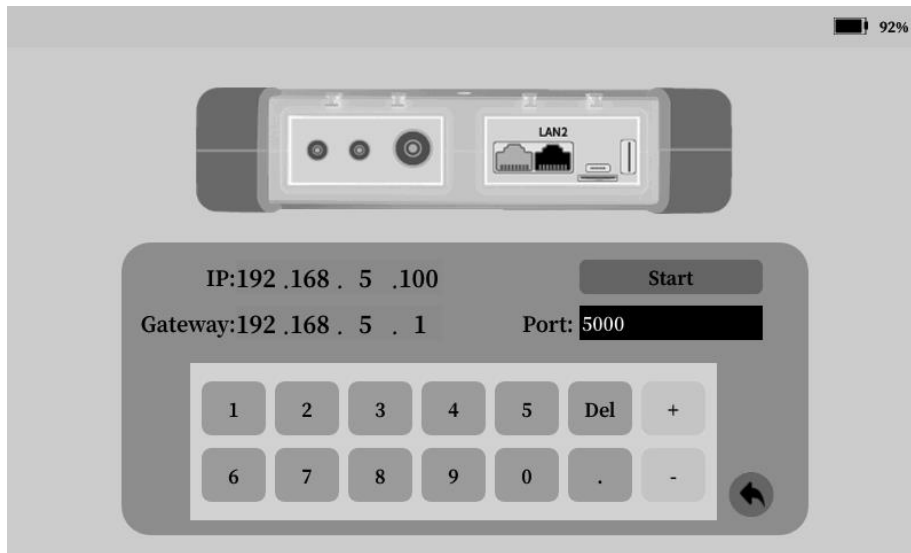 92%
LAN2
IP:192 .168 . 5 .100
Start
Gateway:192 .168 . 5 . 1
Port: 5000
1 2 3 4 5 Del +
6 7 8 9 0 . -